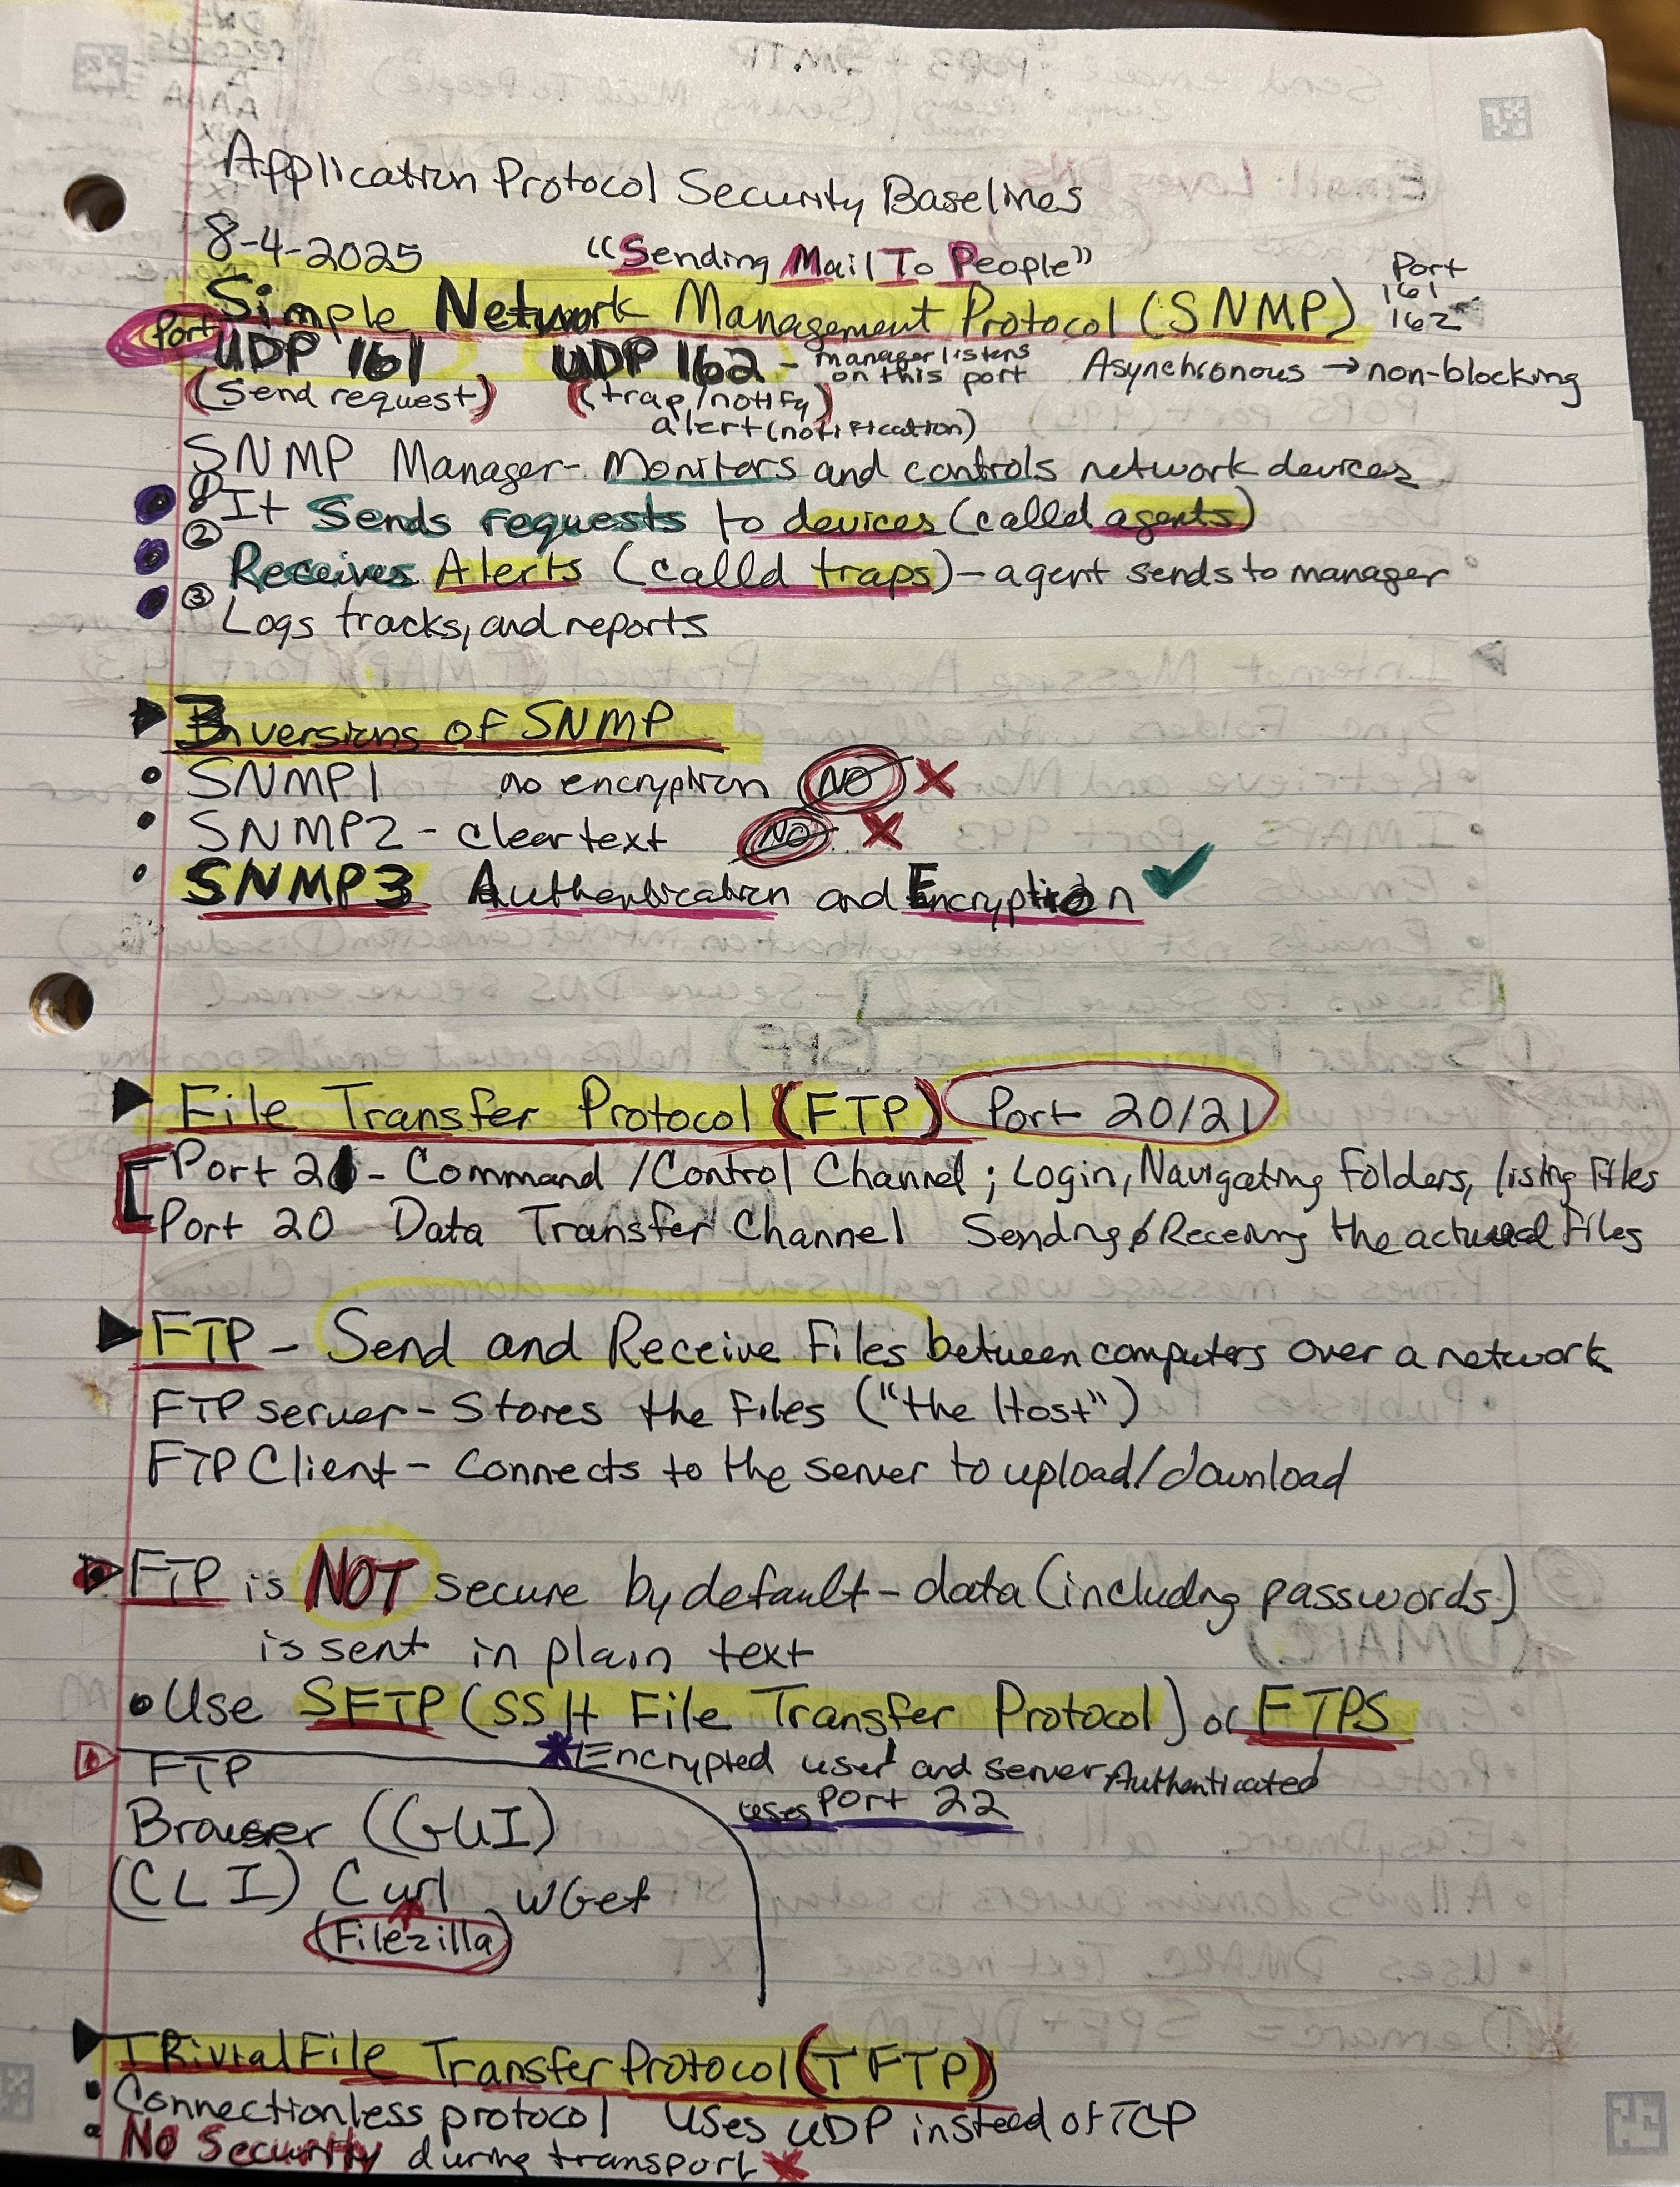 Application Protocol Security Baselines
8-4-2025 "Sending Mail To People"
Port
161
162
Simple Network Management Protocol (SNMP)
Port
UDP 161 UDP 162 - manager listens on this port Asynchronous → non-blocking
(Send request) (trap/notify)
alert (notification)
SNMP Manager- Monitors and controls network devices
① It Sends requests to devices (called agents)
② Receives Alerts (calld traps) - agent sends to manager
③ Logs tracks, and reports
▶ 3 versions of SNMP
• SNMP1 no encryption NO X
• SNMP2 - clear text NO X
• SNMP3 Authentication and Encryption ✓
▶ File Transfer Protocol (FTP) Port 20/21
Port 21 - Command / Control Channel ; Login, Navigating Folders, listing files
Port 20 Data Transfer Channel Sending / Receiving the actual files
▶ FTP - Send and Receive Files between computers over a network
FTP server - Stores the Files ("the Host")
FTP Client - Connects to the server to upload/download
▶ FTP is NOT secure by default - data (including passwords)
is sent in plain text
• Use SFTP (SSH File Transfer Protocol) or FTPS
*Encrypted user and server Authenticated
uses Port 22
FTP
Browser (GUI)
(CLI) Curl, wGet
(Filezilla)
▶ TRivial File Transfer Protocol (TFTP)
• Connectionless protocol uses UDP instead of TCP
• No Security during transport X